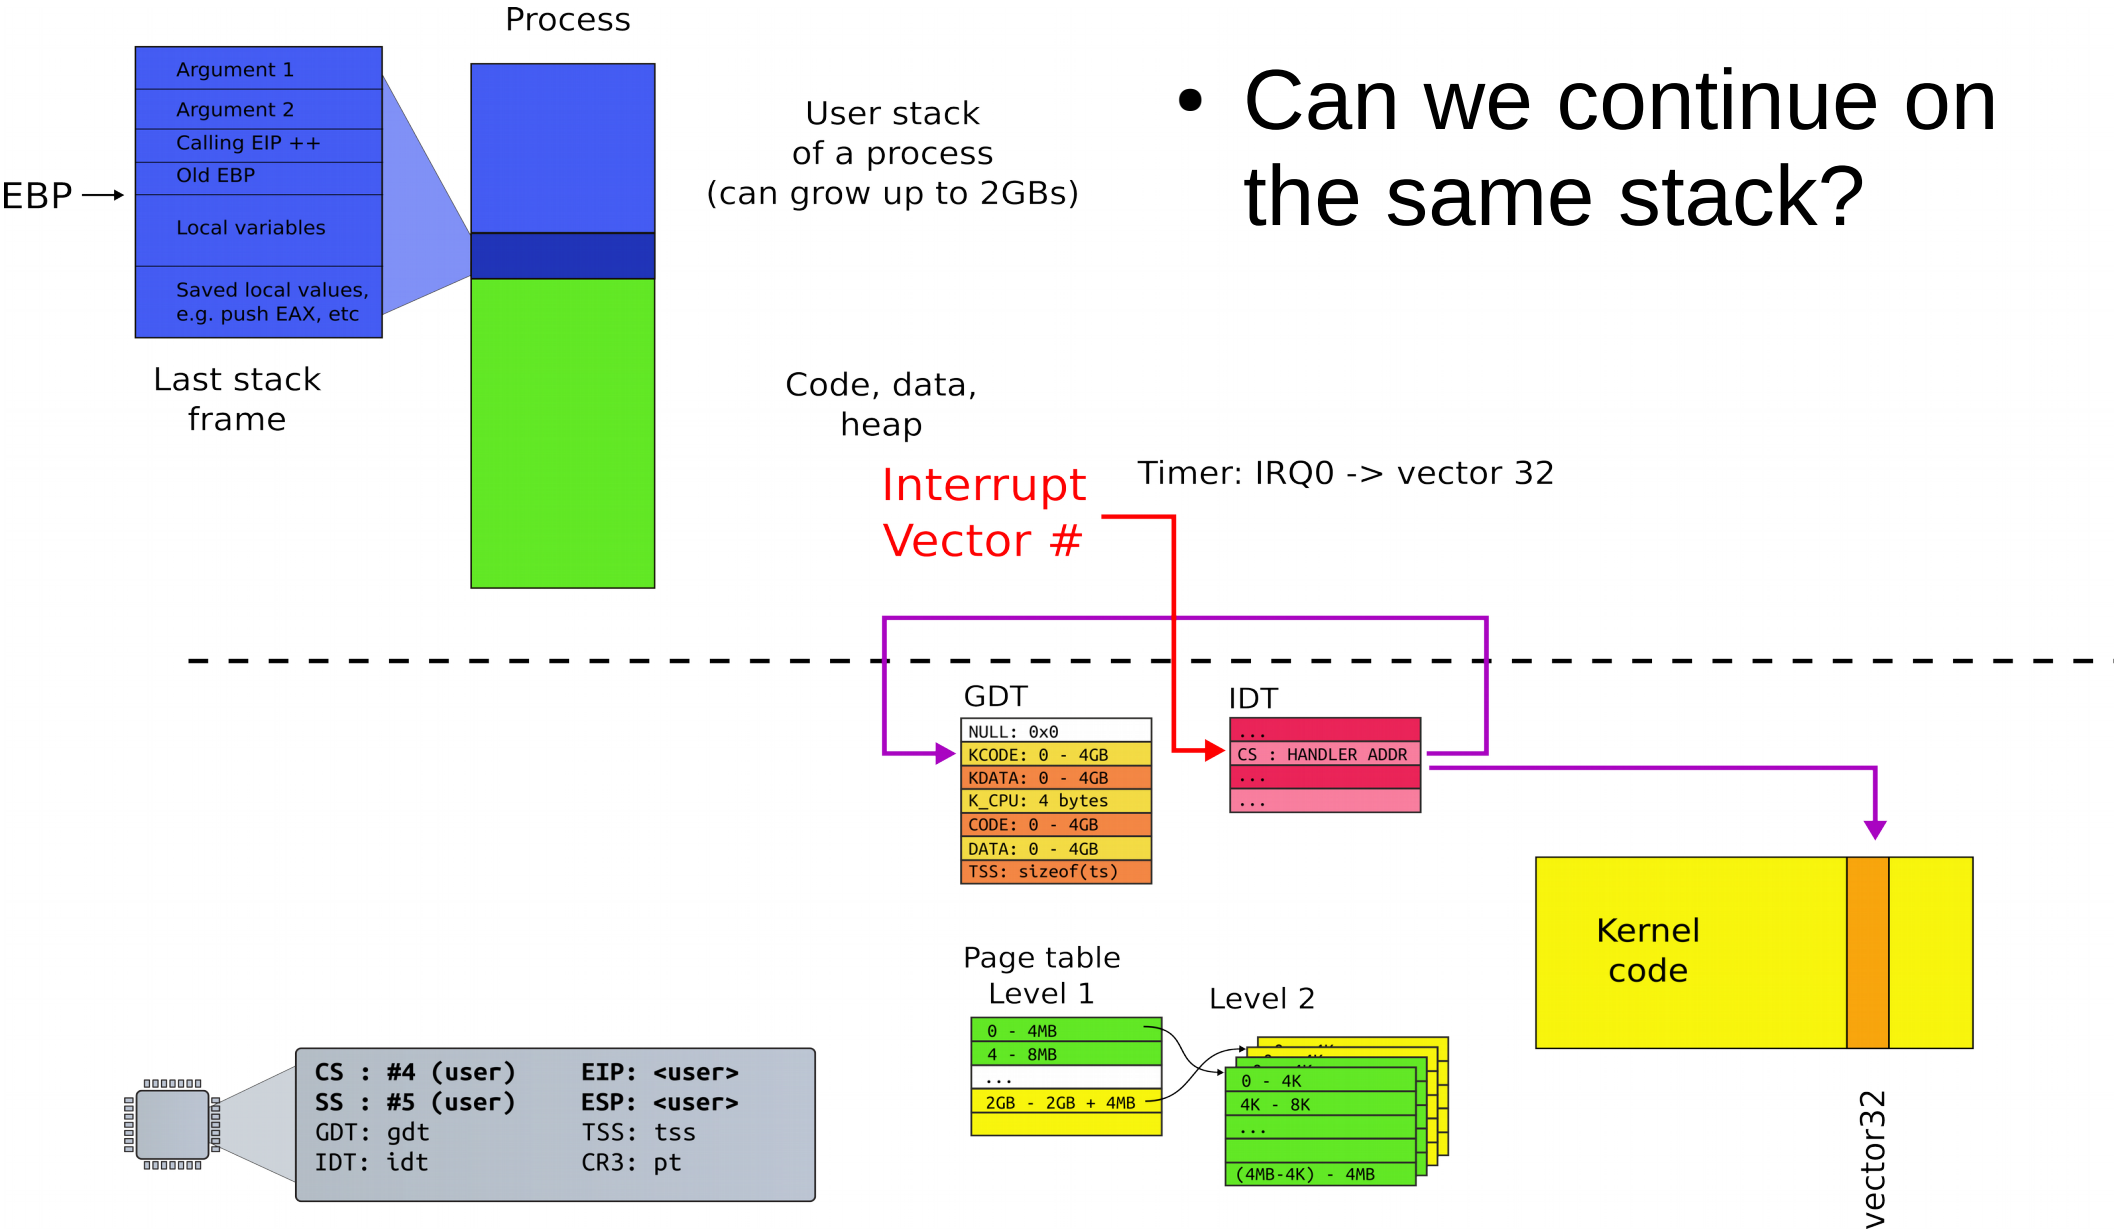 Process
Argument 1
Argument 2
Calling EIP ++
Old EBP
EBP
Local variables
Saved local values,
e.g. push EAX, etc
Last stack
frame
User stack
of a process
(can grow up to 2GBs)
• Can we continue on
the same stack?
Code, data,
heap
Interrupt
Vector #
Timer: IRQ0 -> vector 32
GDT
NULL: 0x0
KCODE: 0 - 4GB
KDATA: 0 - 4GB
K_CPU: 4 bytes
CODE: 0 - 4GB
DATA: 0 - 4GB
TSS: sizeof(ts)
IDT
...
CS : HANDLER ADDR
...
...
Kernel
code
vector32
Page table
Level 1
0 - 4MB
4 - 8MB
...
2GB - 2GB + 4MB
Level 2
0 - 4K
4K - 8K
...
(4MB-4K) - 4MB
CS : #4 (user) EIP: <user>
SS : #5 (user) ESP: <user>
GDT: gdt TSS: tss
IDT: idt CR3: pt